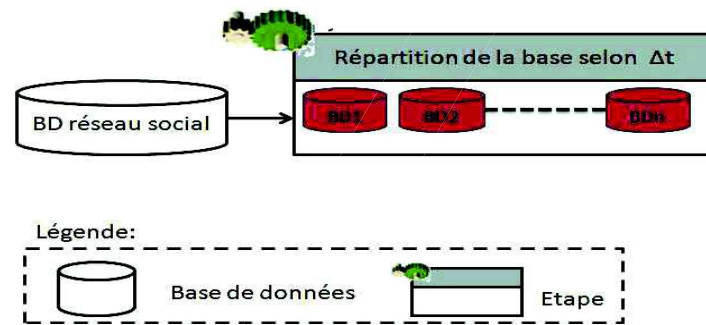 Répartition de la base selon Δt
BD réseau social
BD1 BD2 BDn
Légende:
Base de données
Etape